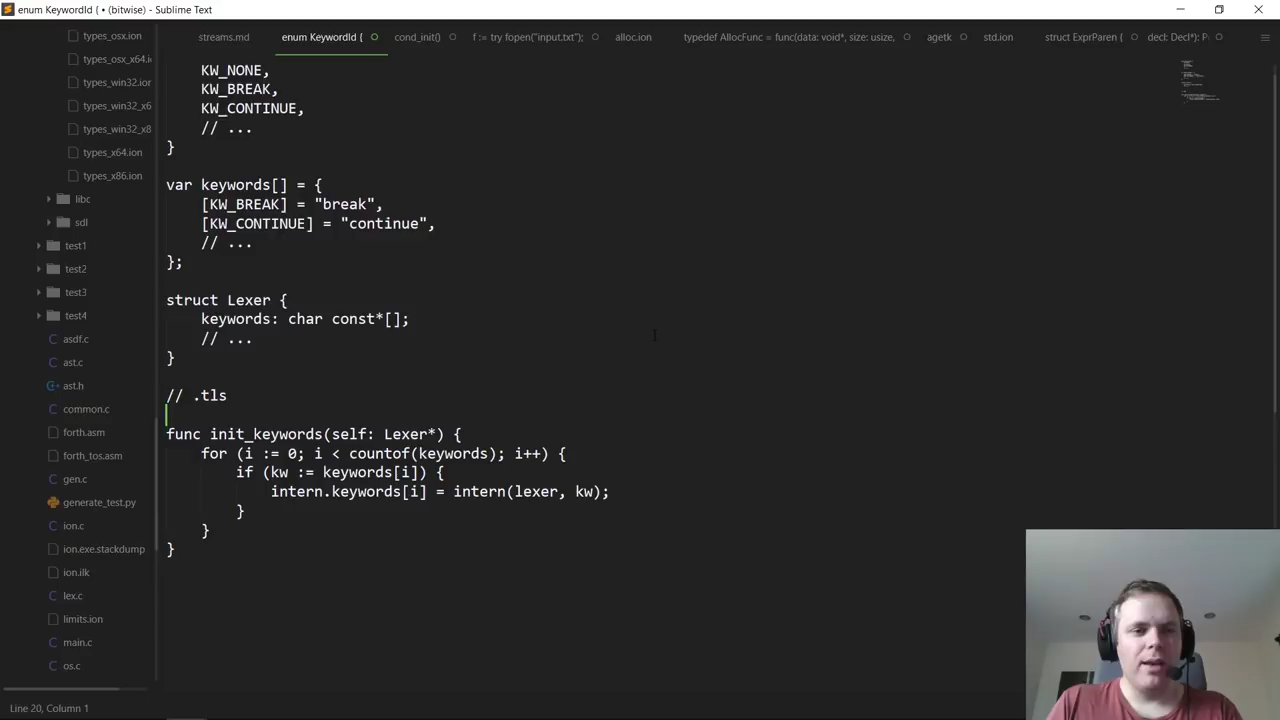 enum KeywordId { • (bitwise) - Sublime Text
streams.md
enum KeywordId {
cond_init()
f := try fopen("input.txt");
alloc.ion
typedef AllocFunc = func(data: void*, size: usize,
agetk
std.ion
struct ExprParen {
decl: Decl*): P
types_osx.ion
types_osx_x64.i
types_win32.ion
types_win32_x6
types_win32_x8
types_x64.ion
types_x86.ion
libc
sdl
test1
test2
test3
test4
asdf.c
ast.c
ast.h
common.c
forth.asm
forth_tos.asm
gen.c
generate_test.py
ion.c
ion.exe.stackdump
ion.ilk
lex.c
limits.ion
main.c
os.c
KW_NONE,
KW_BREAK,
KW_CONTINUE,
// ...
}
var keywords[] = {
[KW_BREAK] = "break",
[KW_CONTINUE] = "continue",
// ...
};
struct Lexer {
keywords: char const*[];
// ...
}
// .tls
func init_keywords(self: Lexer*) {
for (i := 0; i < countof(keywords); i++) {
if (kw := keywords[i]) {
intern.keywords[i] = intern(lexer, kw);
}
}
}
Line 20, Column 1